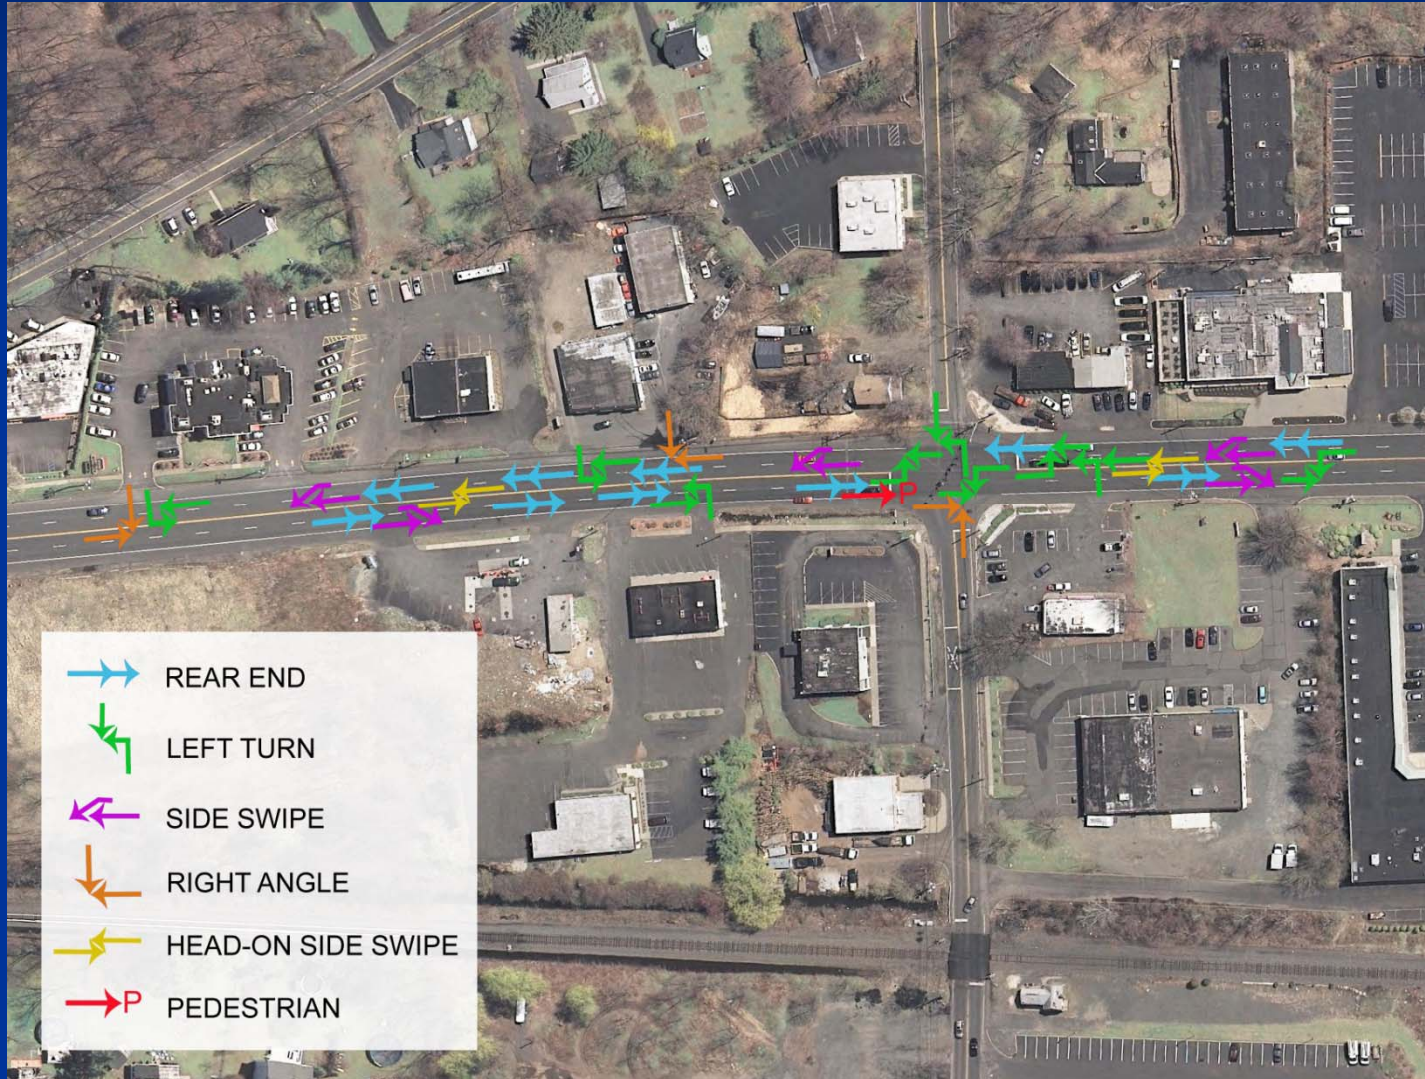 P
REAR END
LEFT TURN
SIDE SWIPE
RIGHT ANGLE
HEAD-ON SIDE SWIPE
P PEDESTRIAN